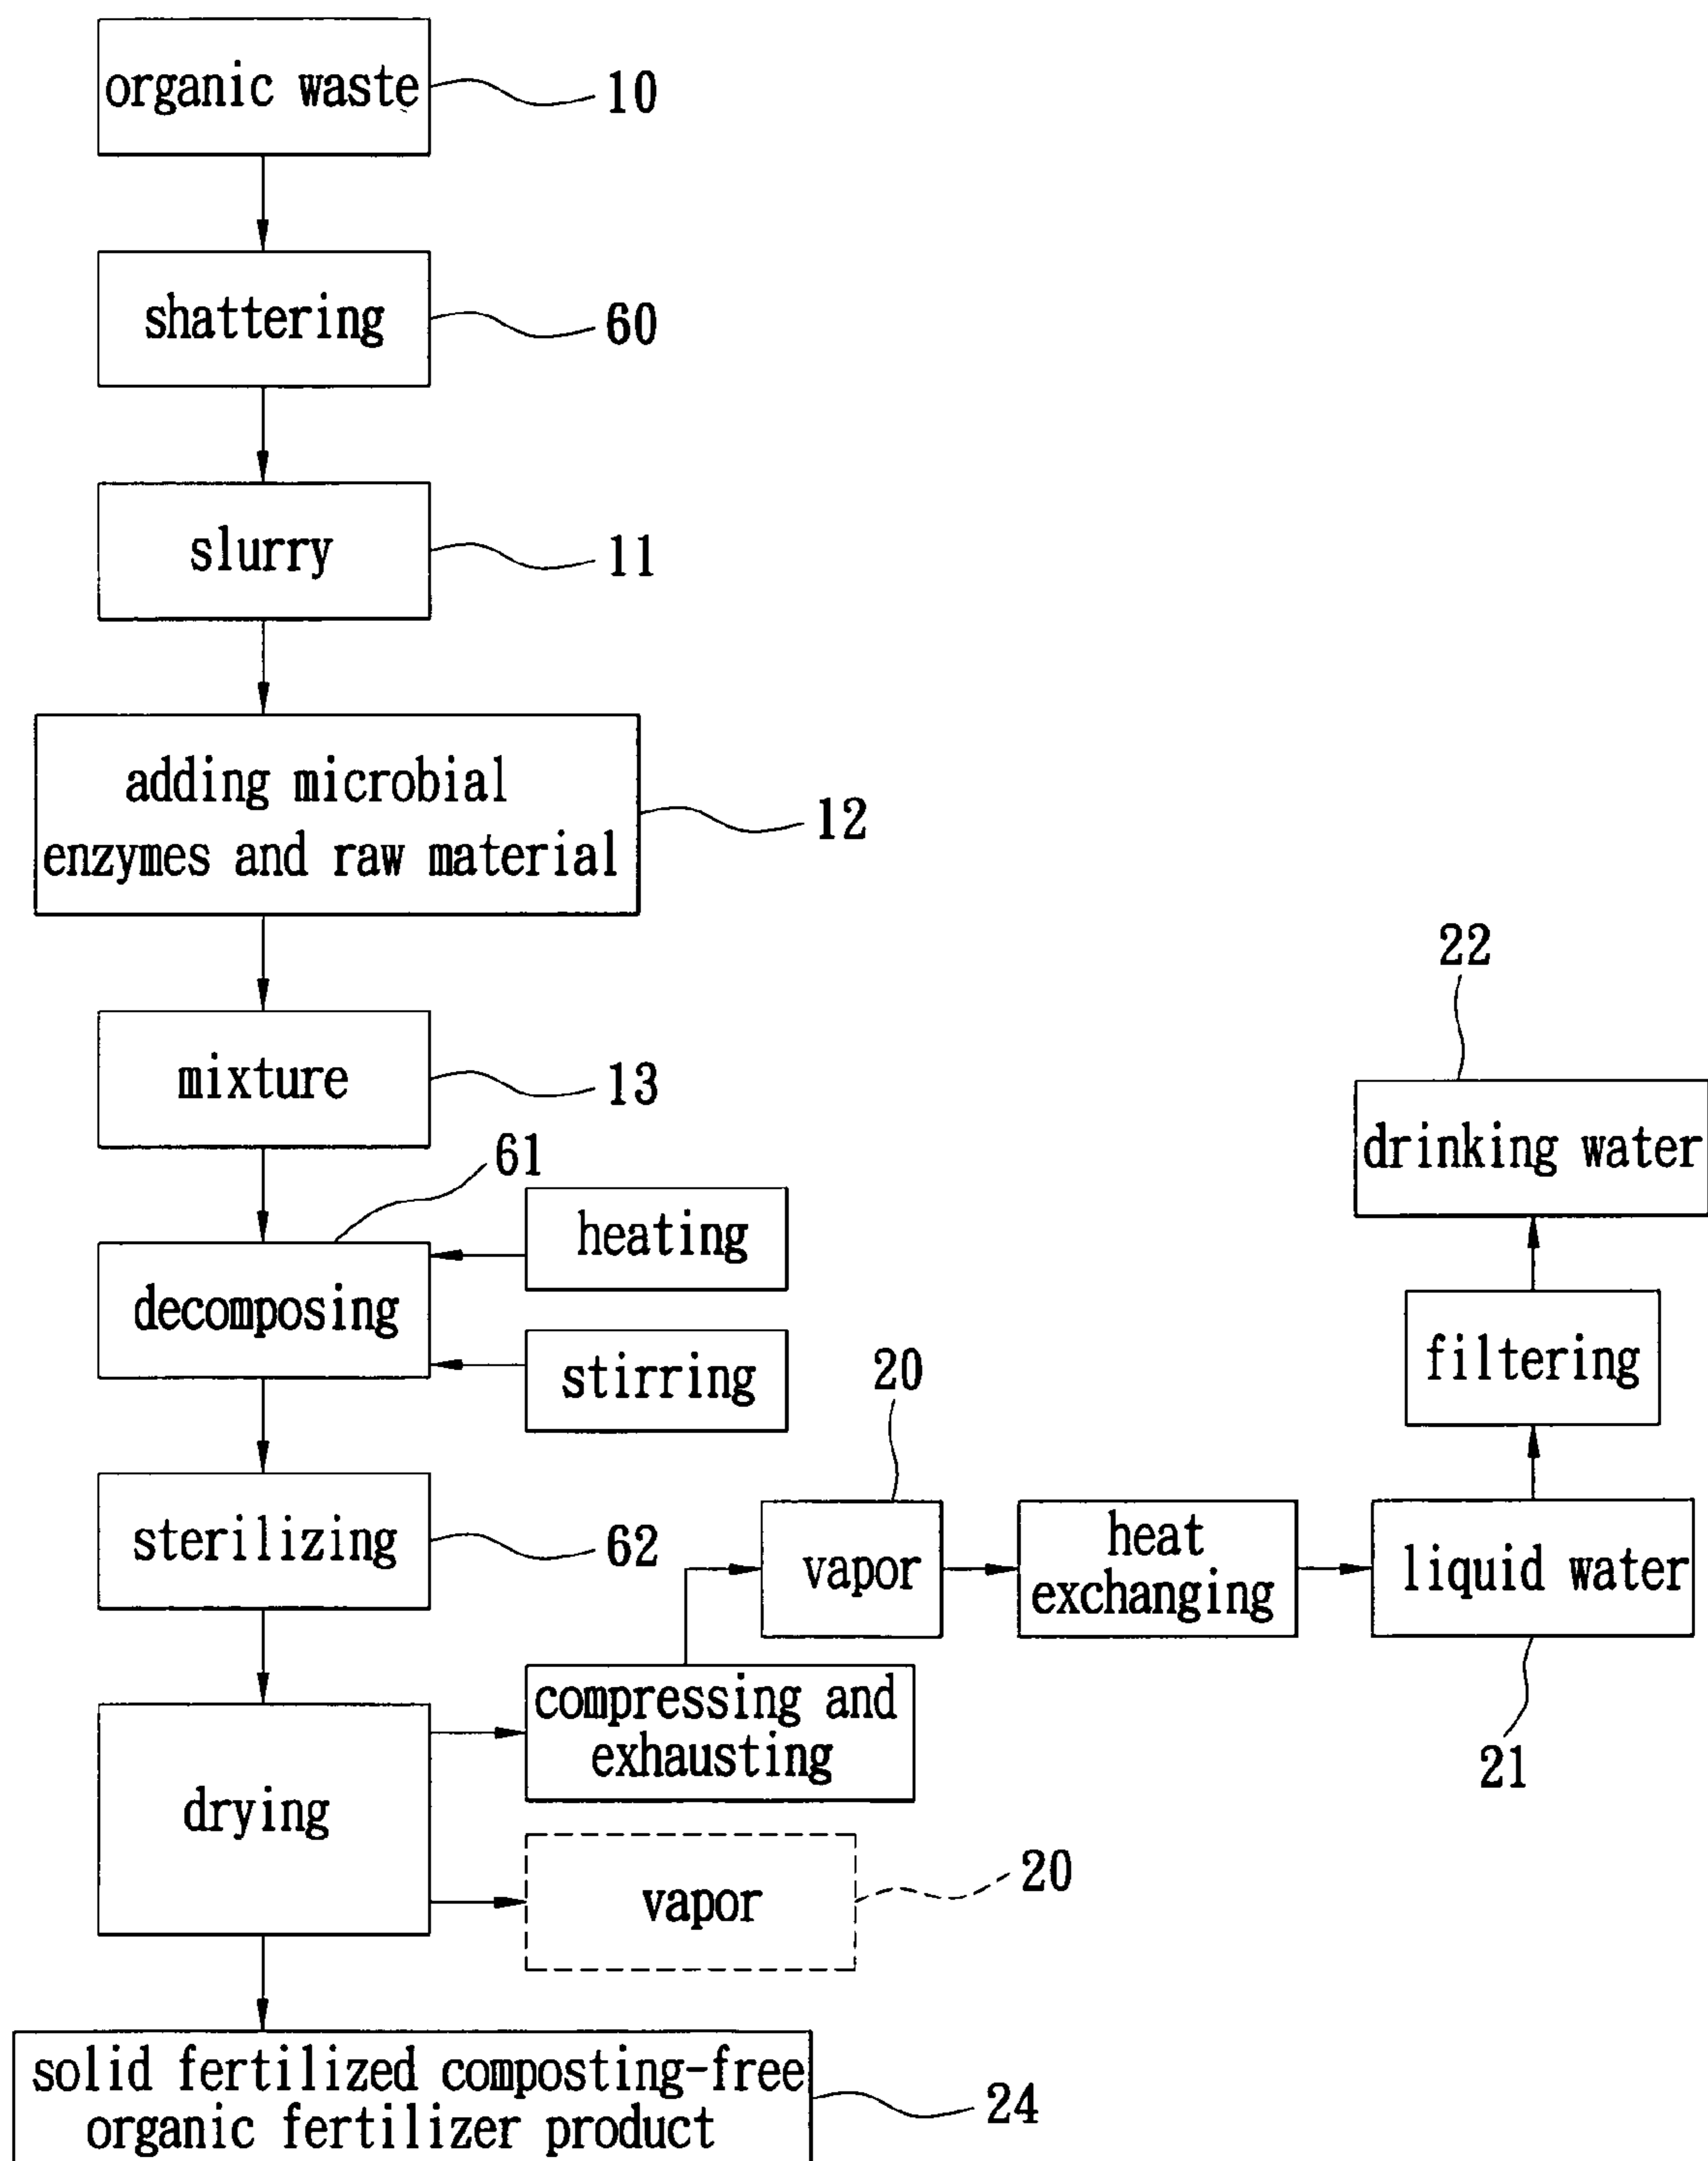 organic waste
10
shattering
60
slurry
11
adding microbial
enzymes and raw material
12
mixture
13
61
decomposing
heating
stirring
sterilizing
62
drying
compressing and
exhausting
20
vapor
heat
exchanging
liquid water
21
filtering
drinking water
22
vapor
20
solid fertilized composting-free
organic fertilizer product
24